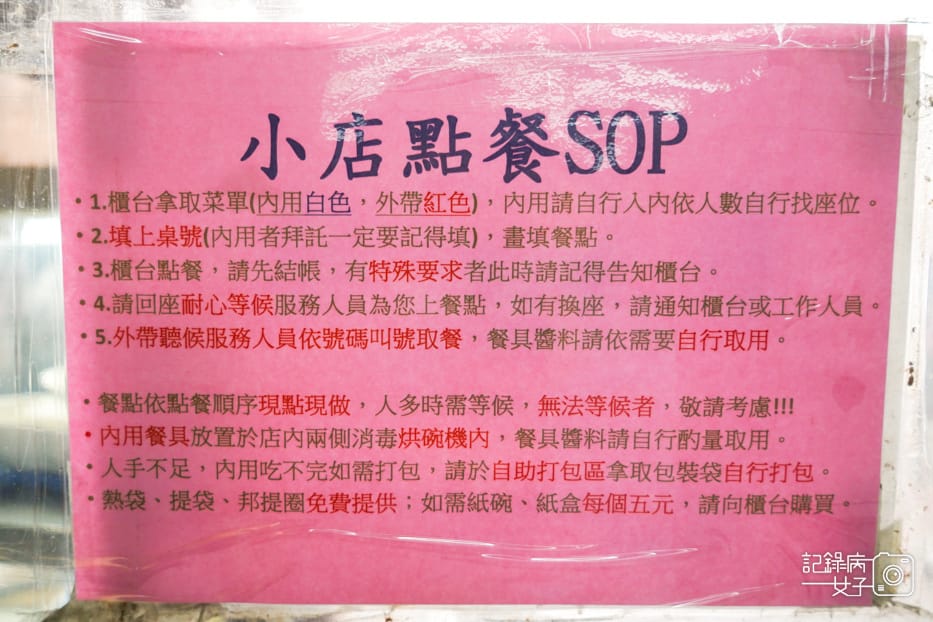 小店點餐SOP
•1.櫃台拿取菜單(內用白色，外帶紅色)，內用請自行入內依人數自行找座位。
•2.填上桌號(內用者拜託一定要記得填)，畫填餐點。
•3.櫃台點餐，請先結帳，有特殊要求者此時請記得告知櫃台。
•4.請回座耐心等候服務人員為您上餐點，如有換座，請通知櫃台或工作人員。
•5.外帶聽候服務人員依號碼叫號取餐，餐具醬料請依需要自行取用。
•餐點依點餐順序現點現做，人多時需等候，無法等候者，敬請考慮!!!
•內用餐具放置於店內兩側消毒烘碗機內，餐具醬料請自行酌量取用。
•人手不足，內用吃不完如需打包，請於自助打包區拿取包裝袋自行打包。
•熱袋、提袋、邦提圈免費提供；如需紙碗、紙盒每個五元，請向櫃台購買。
記錄病
女子